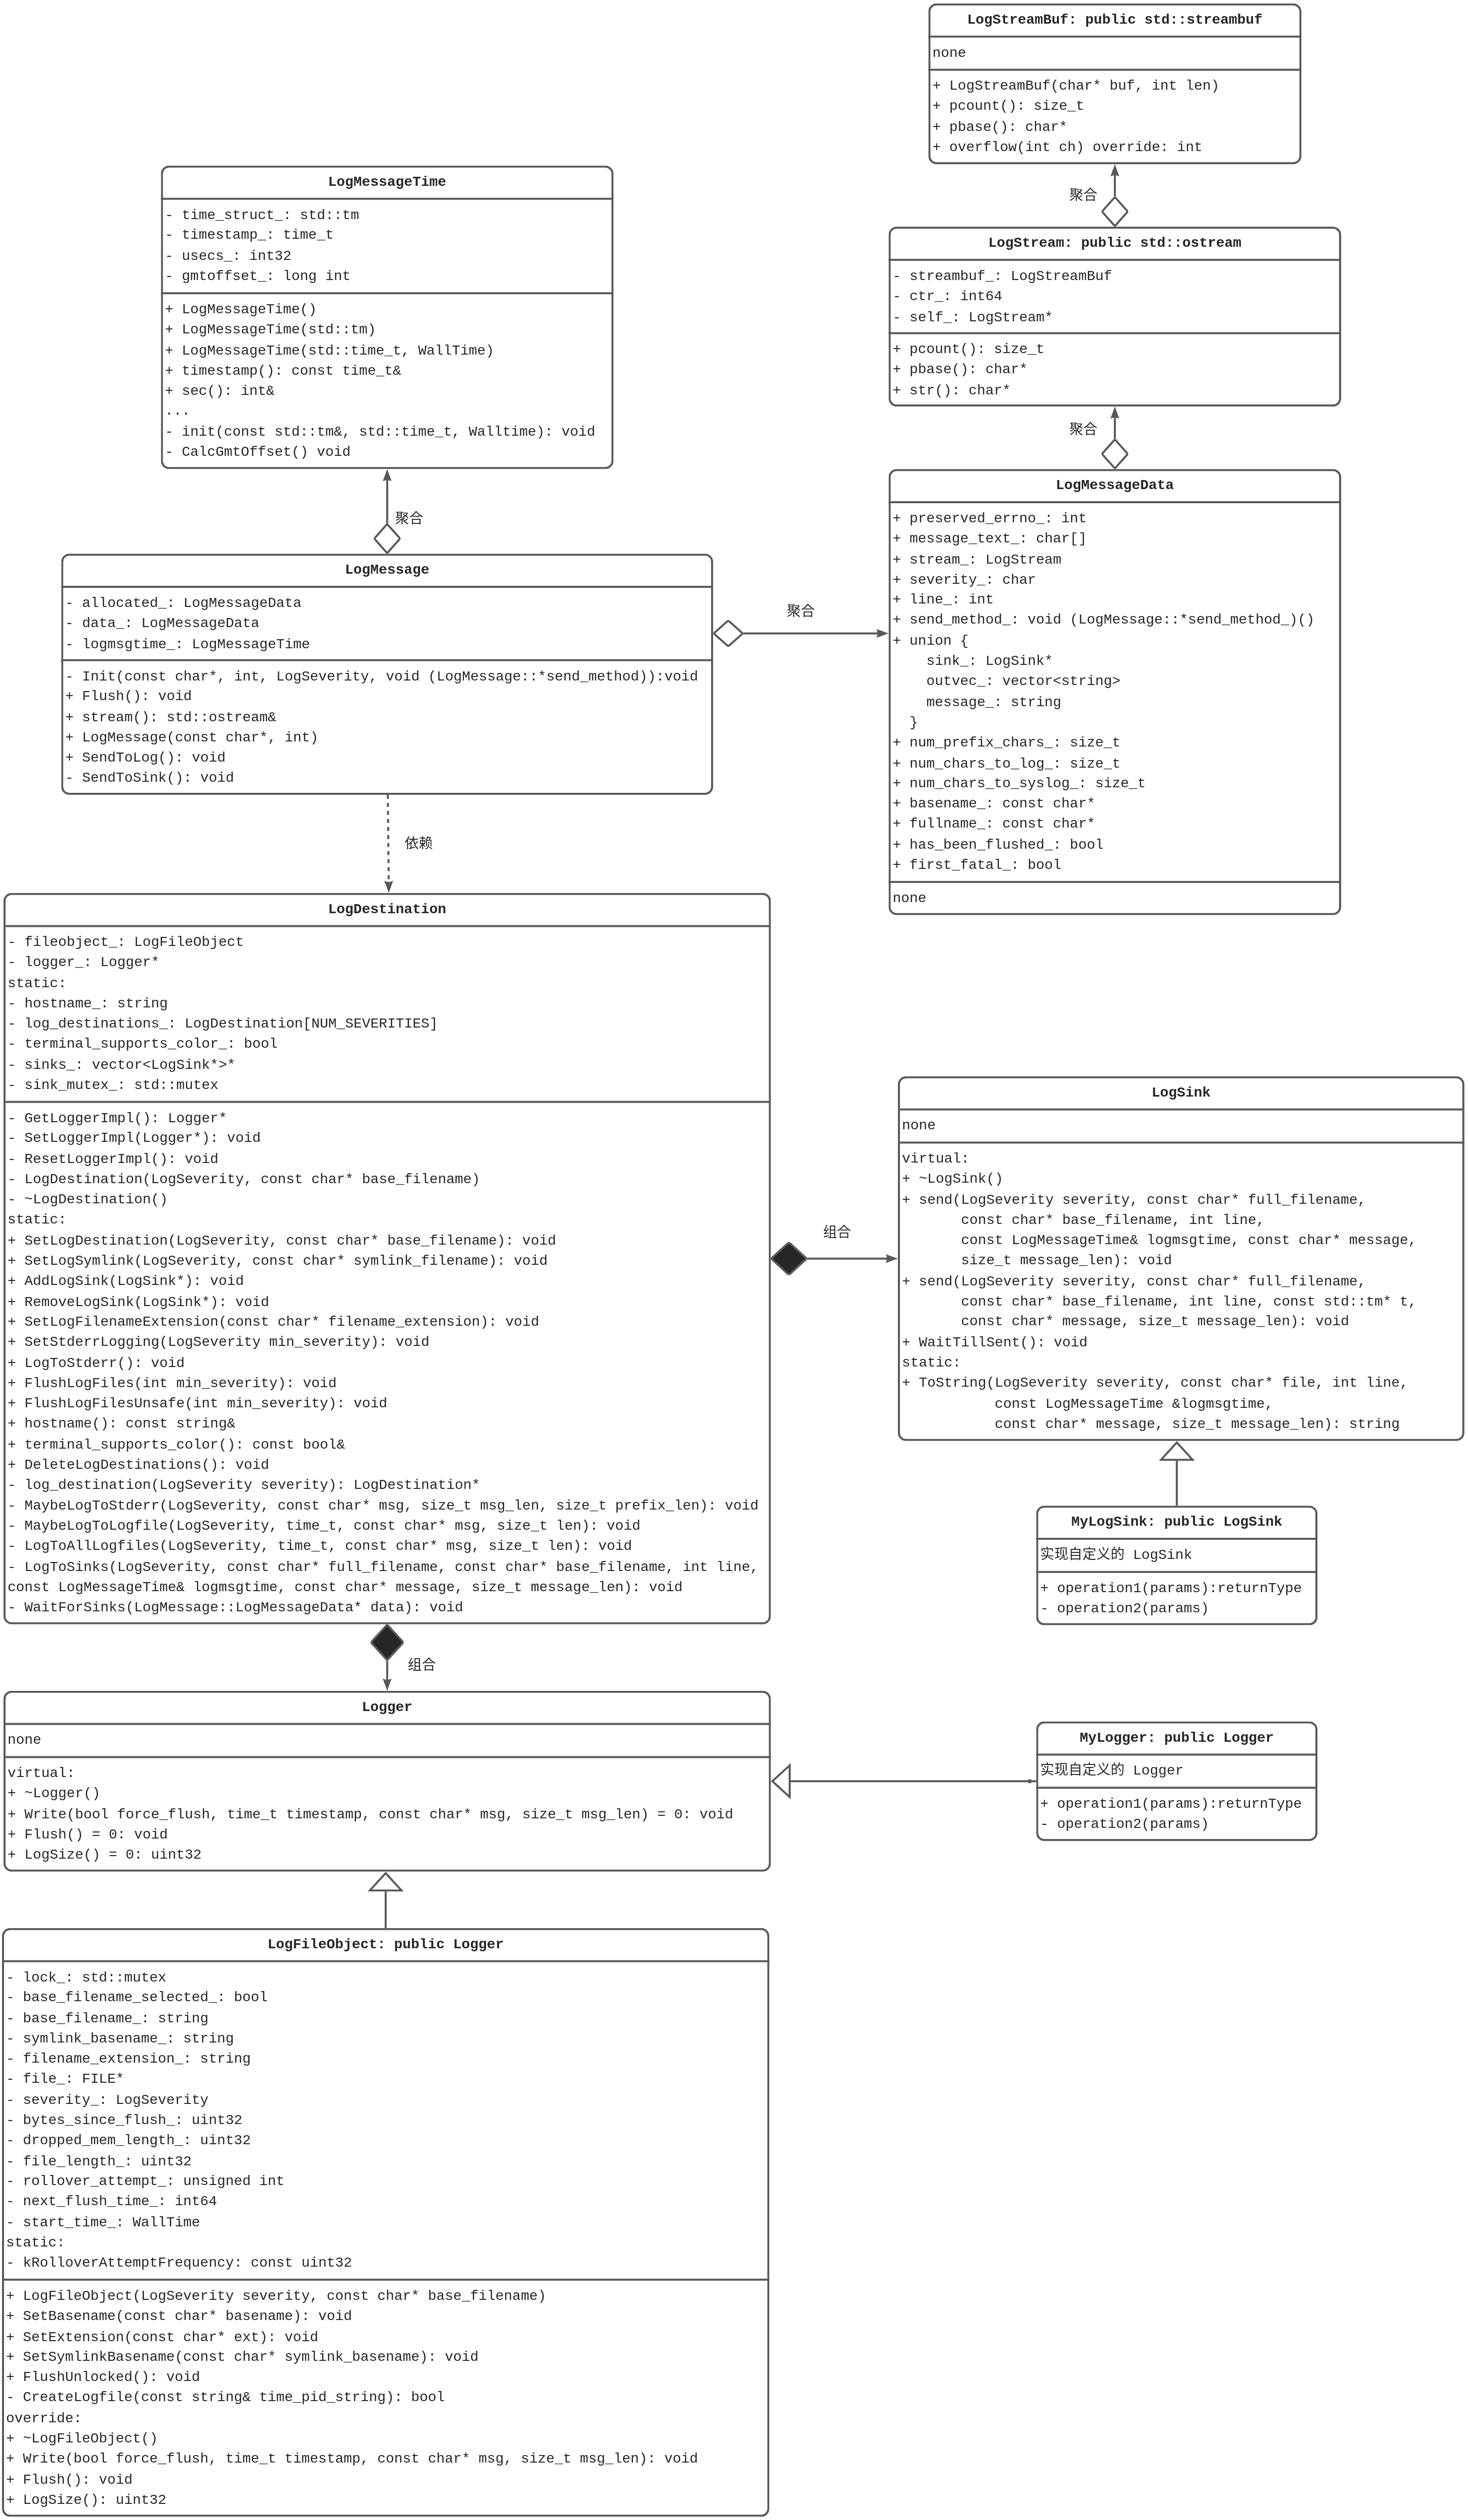 LogStreamBuf: public std::streambuf
none
+ LogStreamBuf(char* buf, int len)
+ pcount(): size_t
+ pbase(): char*
+ overflow(int ch) override: int
聚合
LogStream: public std::ostream
- streambuf_: LogStreamBuf
- ctr_: int64
- self_: LogStream*
+ pcount(): size_t
+ pbase(): char*
+ str(): char*
聚合
LogMessageTime
- time_struct_: std::tm
- timestamp_: time_t
- usecs_: int32
- gmtoffset_: long int
+ LogMessageTime()
+ LogMessageTime(std::tm)
+ LogMessageTime(std::time_t, WallTime)
+ timestamp(): const time_t&
+ sec(): int&
...
- init(const std::tm&, std::time_t, Walltime): void
- CalcGmtOffset() void
聚合
LogMessage
- allocated_: LogMessageData
- data_: LogMessageData
- logmsgtime_: LogMessageTime
- Init(const char*, int, LogSeverity, void (LogMessage::*send_method)):void
+ Flush(): void
+ stream(): std::ostream&
+ LogMessage(const char*, int)
+ SendToLog(): void
- SendToSink(): void
聚合
LogMessageData
+ preserved_errno_: int
+ message_text_: char[]
+ stream_: LogStream
+ severity_: char
+ line_: int
+ send_method_: void (LogMessage::*send_method_)()
+ union {
sink_: LogSink*
outvec_: vector<string>
message_: string
}
+ num_prefix_chars_: size_t
+ num_chars_to_log_: size_t
+ num_chars_to_syslog_: size_t
+ basename_: const char*
+ fullname_: const char*
+ has_been_flushed_: bool
+ first_fatal_: bool
none
依赖
LogDestination
- fileobject_: LogFileObject
- logger_: Logger*
static:
- hostname_: string
- log_destinations_: LogDestination[NUM_SEVERITIES]
- terminal_supports_color_: bool
- sinks_: vector<LogSink*>*
- sink_mutex_: std::mutex
- GetLoggerImpl(): Logger*
- SetLoggerImpl(Logger*): void
- ResetLoggerImpl(): void
- LogDestination(LogSeverity, const char* base_filename)
- ~LogDestination()
static:
+ SetLogDestination(LogSeverity, const char* base_filename): void
+ SetLogSymlink(LogSeverity, const char* symlink_filename): void
+ AddLogSink(LogSink*): void
+ RemoveLogSink(LogSink*): void
+ SetLogFilenameExtension(const char* filename_extension): void
+ SetStderrLogging(LogSeverity min_severity): void
+ LogToStderr(): void
+ FlushLogFiles(int min_severity): void
+ FlushLogFilesUnsafe(int min_severity): void
+ hostname(): const string&
+ terminal_supports_color(): const bool&
+ DeleteLogDestinations(): void
- log_destination(LogSeverity severity): LogDestination*
- MaybeLogToStderr(LogSeverity, const char* msg, size_t msg_len, size_t prefix_len): void
- MaybeLogToLogfile(LogSeverity, time_t, const char* msg, size_t len): void
- LogToAllLogfiles(LogSeverity, time_t, const char* msg, size_t len): void
- LogToSinks(LogSeverity, const char* full_filename, const char* base_filename, int line,
const LogMessageTime& logmsgtime, const char* message, size_t message_len): void
- WaitForSinks(LogMessage::LogMessageData* data): void
组合
LogSink
none
virtual:
+ ~LogSink()
+ send(LogSeverity severity, const char* full_filename,
const char* base_filename, int line,
const LogMessageTime& logmsgtime, const char* message,
size_t message_len): void
+ send(LogSeverity severity, const char* full_filename,
const char* base_filename, int line, const std::tm* t,
const char* message, size_t message_len): void
+ WaitTillSent(): void
static:
+ ToString(LogSeverity severity, const char* file, int line,
const LogMessageTime &logmsgtime,
const char* message, size_t message_len): string
MyLogSink: public LogSink
实现自定义的 LogSink
+ operation1(params):returnType
- operation2(params)
组合
Logger
none
virtual:
+ ~Logger()
+ Write(bool force_flush, time_t timestamp, const char* msg, size_t msg_len) = 0: void
+ Flush() = 0: void
+ LogSize() = 0: uint32
MyLogger: public Logger
实现自定义的 Logger
+ operation1(params):returnType
- operation2(params)
LogFileObject: public Logger
- lock_: std::mutex
- base_filename_selected_: bool
- base_filename_: string
- symlink_basename_: string
- filename_extension_: string
- file_: FILE*
- severity_: LogSeverity
- bytes_since_flush_: uint32
- dropped_mem_length_: uint32
- file_length_: uint32
- rollover_attempt_: unsigned int
- next_flush_time_: int64
- start_time_: WallTime
static:
- kRolloverAttemptFrequency: const uint32
+ LogFileObject(LogSeverity severity, const char* base_filename)
+ SetBasename(const char* basename): void
+ SetExtension(const char* ext): void
+ SetSymlinkBasename(const char* symlink_basename): void
+ FlushUnlocked(): void
- CreateLogfile(const string& time_pid_string): bool
override:
+ ~LogFileObject()
+ Write(bool force_flush, time_t timestamp, const char* msg, size_t msg_len): void
+ Flush(): void
+ LogSize(): uint32